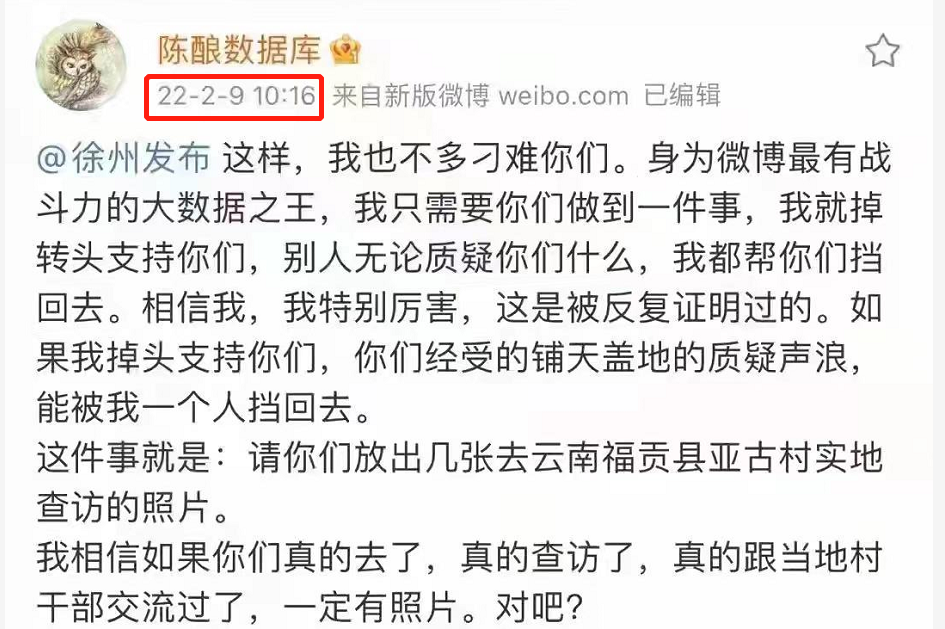 陈酿数据库
22-2-9 10:16 来自新版微博 weibo.com 已编辑
@徐州发布 这样，我也不多刁难你们。身为微博最有战
斗力的大数据之王，我只需要你们做到一件事，我就掉
转头支持你们，别人无论质疑你们什么，我都帮你们挡
回去。相信我，我特别厉害，这是被反复证明过的。如
果我掉头支持你们，你们经受的铺天盖地的质疑声浪，
能被我一个人挡回去。
这件事就是：请你们放出几张去云南福贡县亚古村实地
查访的照片。
我相信如果你们真的去了，真的查访了，真的跟当地村
干部交流过了，一定有照片。对吧？